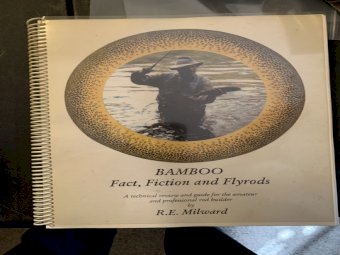 BAMBOO
Fact, Fiction and Flyrods
A technical review and guide for the amateur
and professional rod builder
by
R.E. Milward